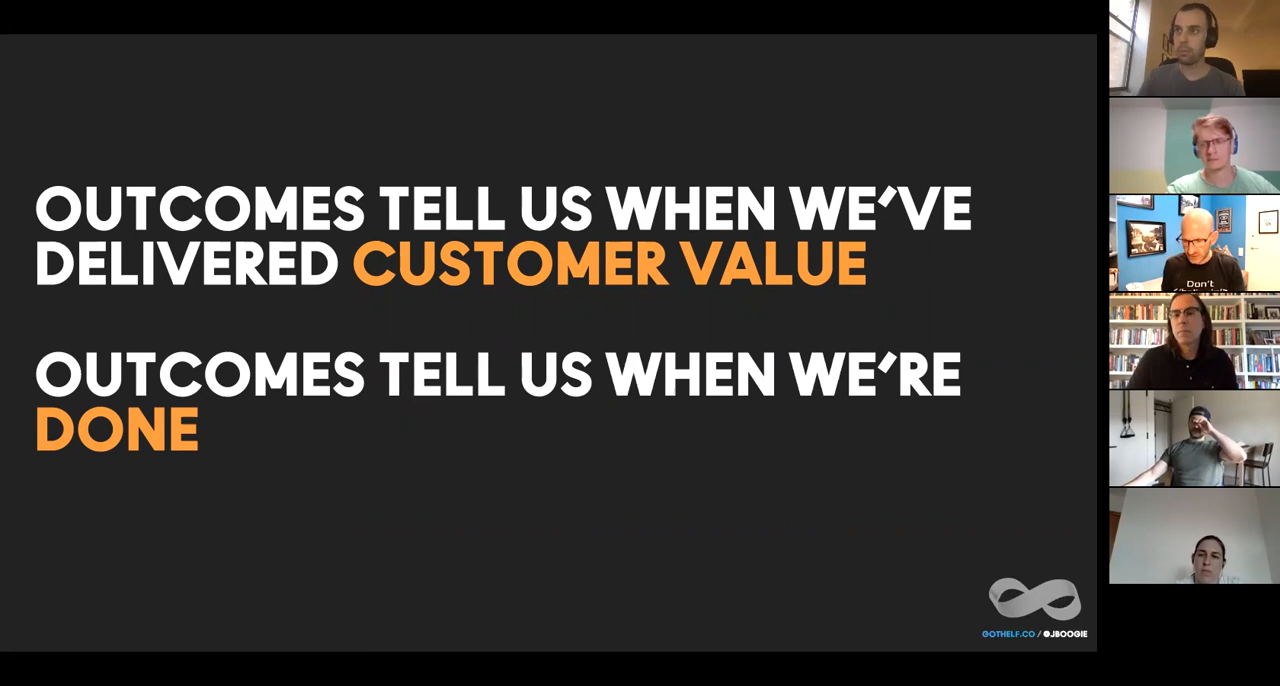 OUTCOMES TELL US WHEN WE’VE
DELIVERED CUSTOMER VALUE
OUTCOMES TELL US WHEN WE’RE
DONE
GOTHELF.CO / @JBOOGIE
Don't